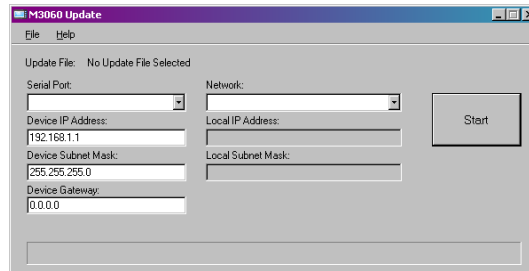 M3060 Update
File Help
Update File: No Update File Selected
Serial Port: Network:
Device IP Address: Local IP Address:
192.168.1.1
Start
Device Subnet Mask: Local Subnet Mask:
255.255.255.0
Device Gateway:
0.0.0.0